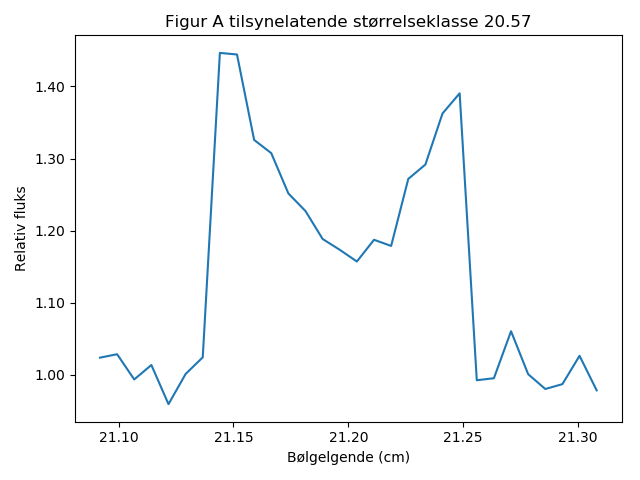 Figur A tilsynelatende størrelseklasse 20.57
1.40
1.30
1.20
1.10
1.00
Relativ fluks
21.10 21.15 21.20 21.25 21.30
Bølgelgende (cm)